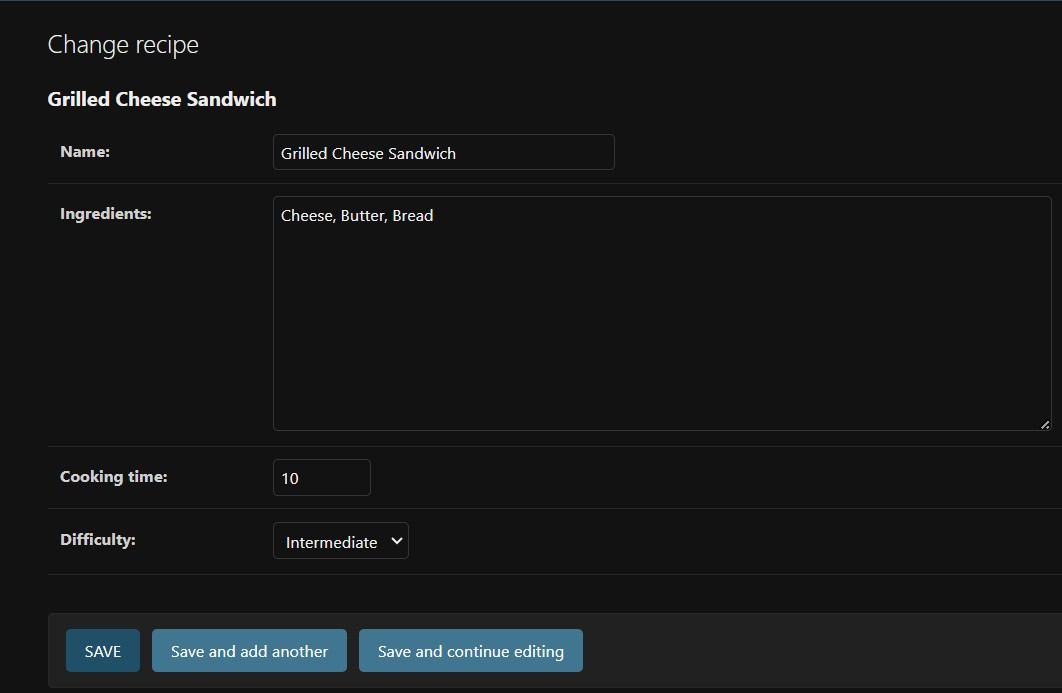 Change recipe
Grilled Cheese Sandwich
Name:
Grilled Cheese Sandwich
Ingredients:
Cheese, Butter, Bread
Cooking time:
10
Difficulty:
Intermediate
SAVE
Save and add another
Save and continue editing